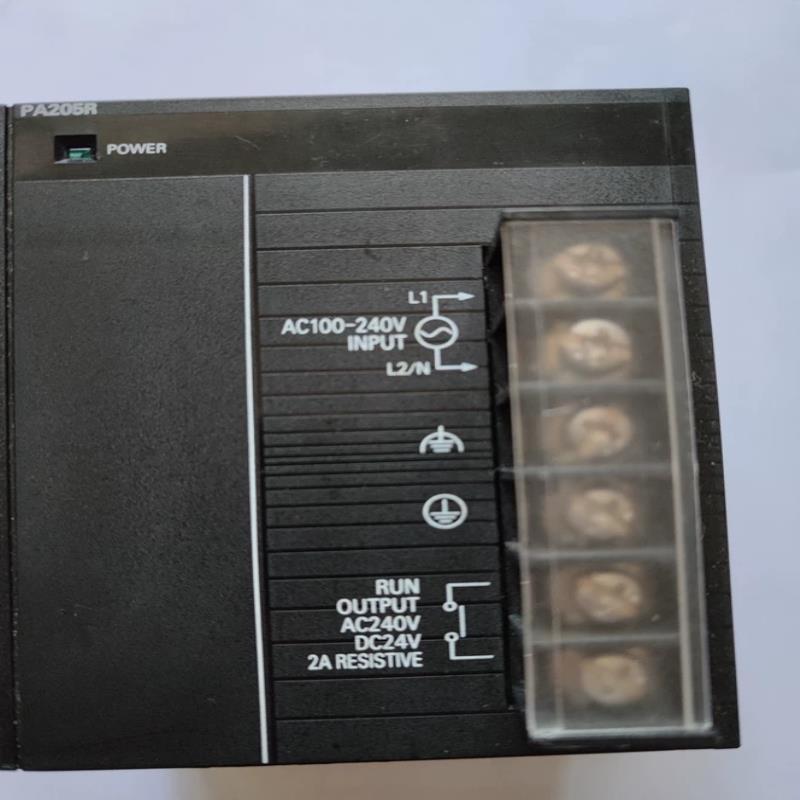 PA205R
POWER
L1
AC100-240V
INPUT
L2/N
RUN
OUTPUT
AC240V
DC24V
2A RESISTIVE